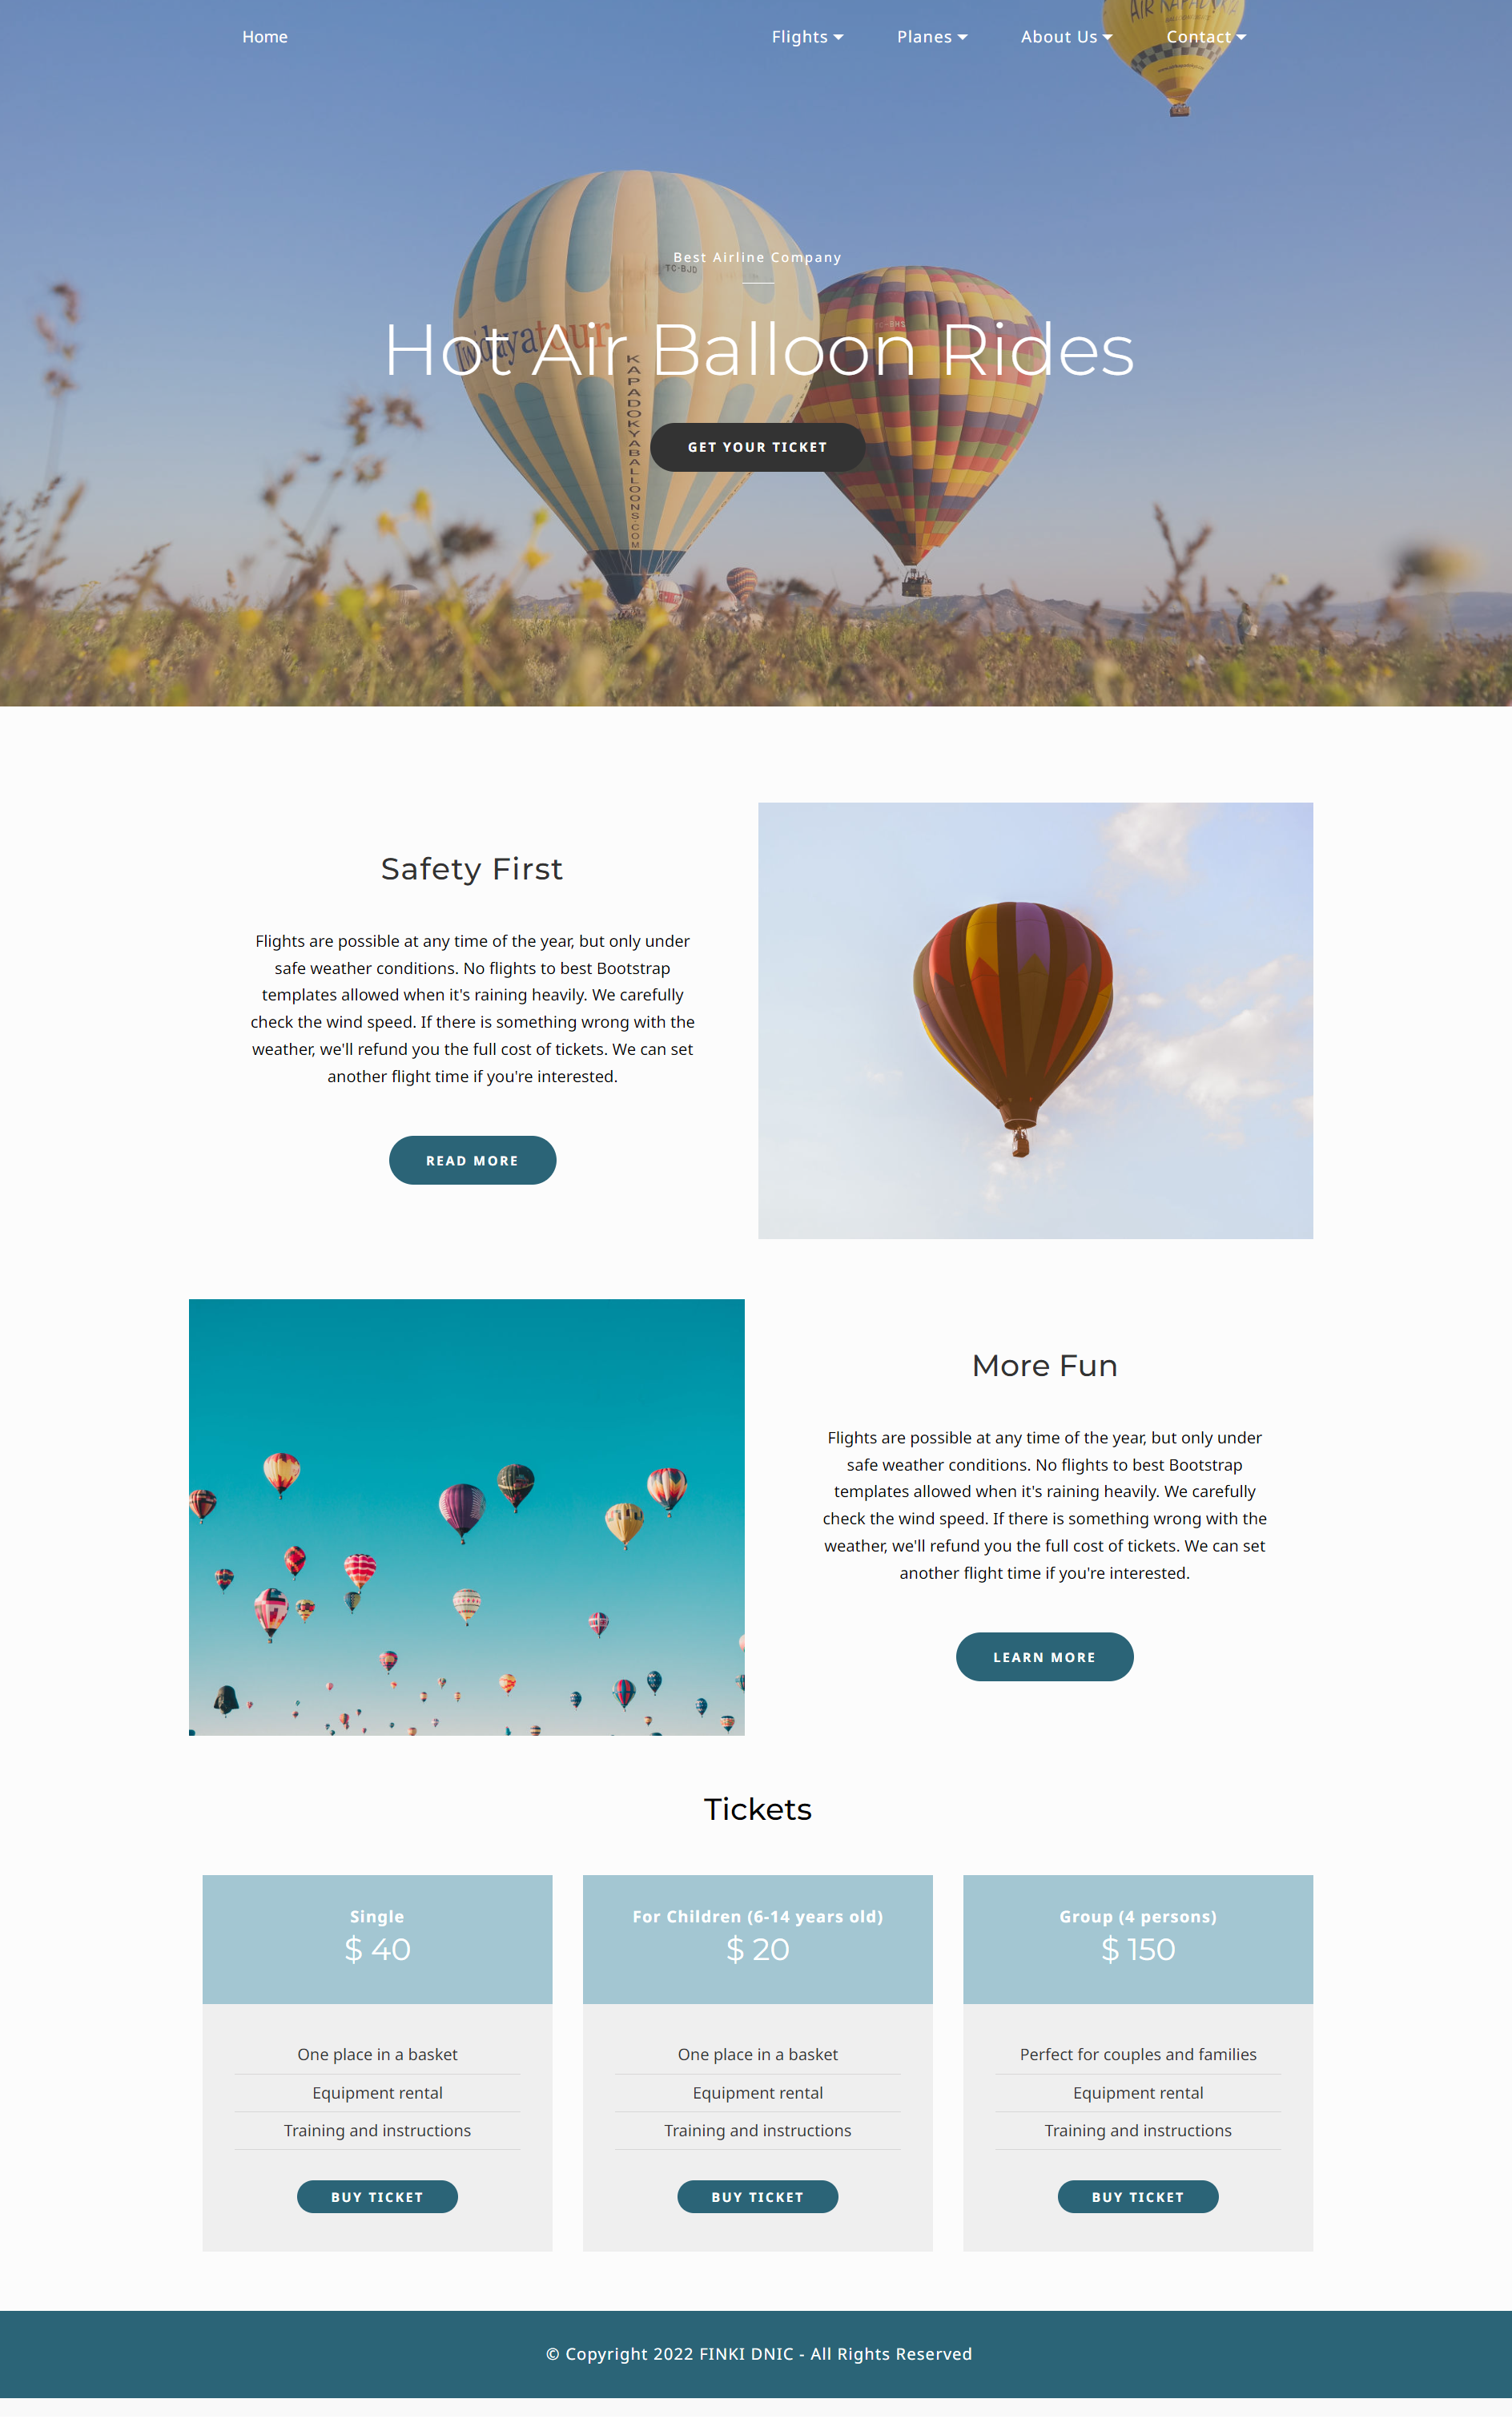 AIR KAPADOKYA
Home
Flights
Planes
About Us
Contact
Best Airline Company
TC-BJD
Hot Air Balloon Rides
KAPADOKYABALLOONS.COM
GET YOUR TICKET
Safety First
Flights are possible at any time of the year, but only under
safe weather conditions. No flights to best Bootstrap
templates allowed when it's raining heavily. We carefully
check the wind speed. If there is something wrong with the
weather, we'll refund you the full cost of tickets. We can set
another flight time if you're interested.
READ MORE
More Fun
Flights are possible at any time of the year, but only under
safe weather conditions. No flights to best Bootstrap
templates allowed when it's raining heavily. We carefully
check the wind speed. If there is something wrong with the
weather, we'll refund you the full cost of tickets. We can set
another flight time if you're interested.
LEARN MORE
Tickets
Single
$ 40
One place in a basket
Equipment rental
Training and instructions
BUY TICKET
For Children (6-14 years old)
$ 20
One place in a basket
Equipment rental
Training and instructions
BUY TICKET
Group (4 persons)
$ 150
Perfect for couples and families
Equipment rental
Training and instructions
BUY TICKET
© Copyright 2022 FINKI DNIC - All Rights Reserved